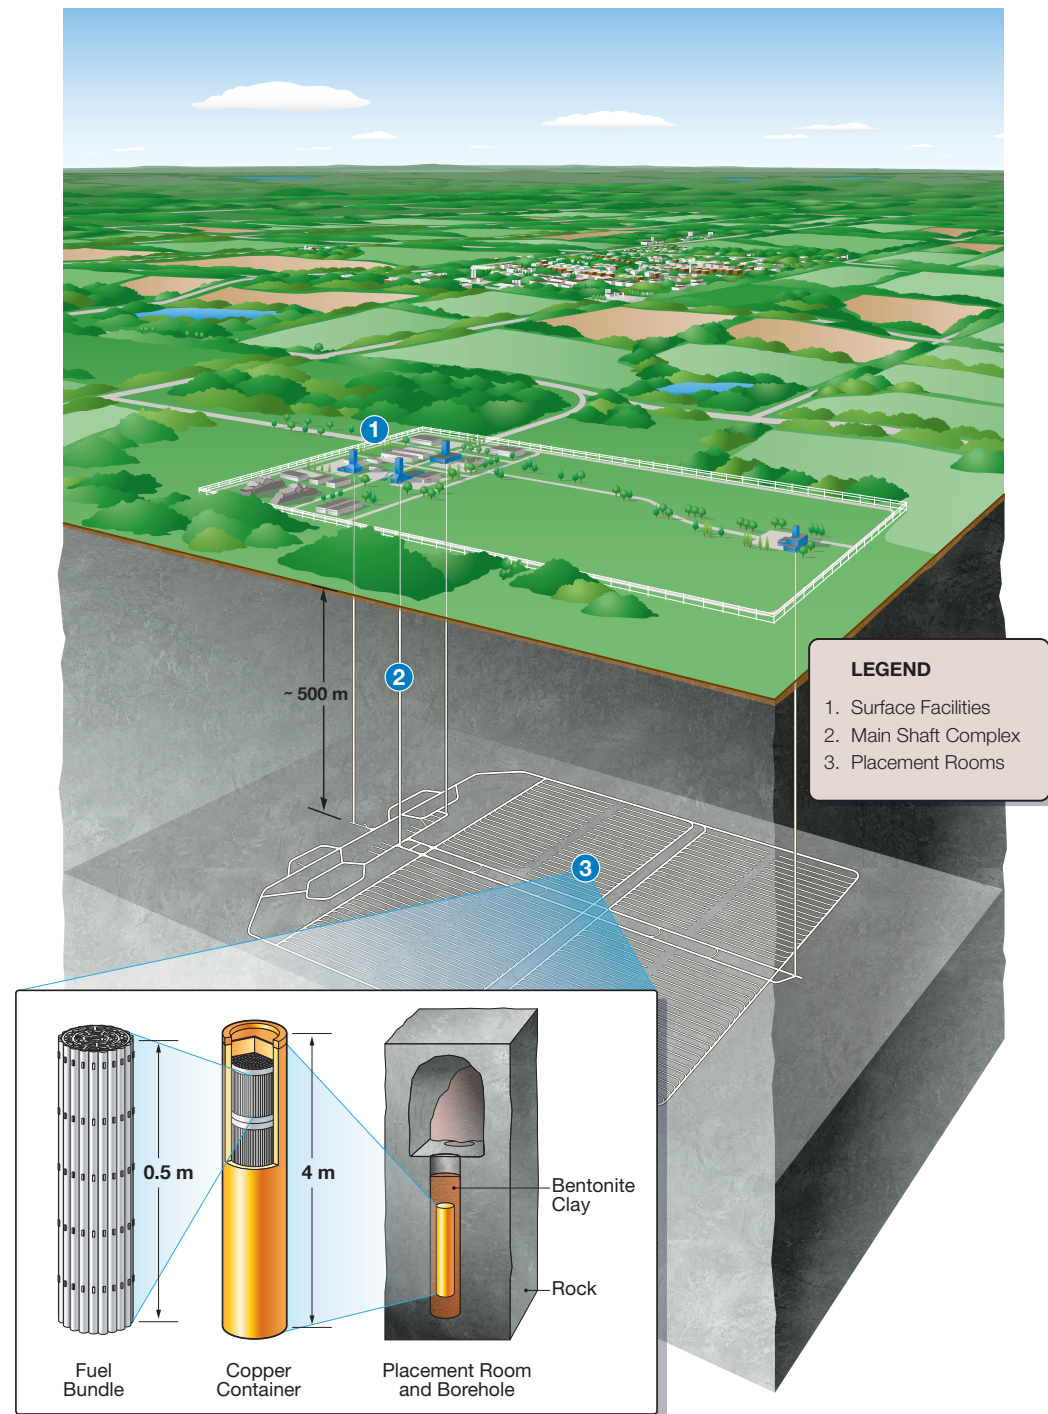 1
2
~ 500 m
LEGEND
1. Surface Facilities
2. Main Shaft Complex
3. Placement Rooms
3
0.5 m
4 m
Bentonite
Clay
Rock
Fuel
Bundle
Copper
Container
Placement Room
and Borehole